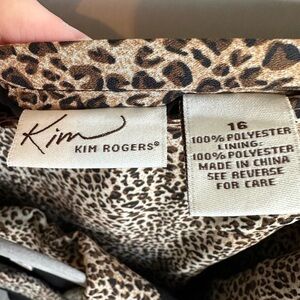 Kim
KIM ROGERS®
16
100% POLYESTER
LINING:
100% POLYESTER
MADE IN CHINA
SEE REVERSE
FOR CARE